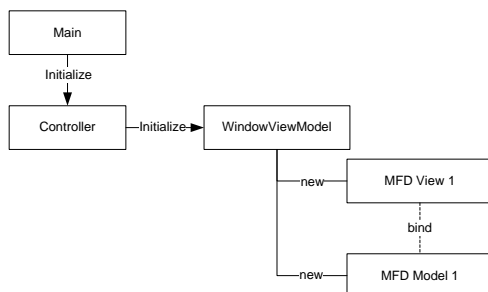 Main
Initialize
Controller
Initialize
WindowViewModel
new
MFD View 1
bind
new
MFD Model 1